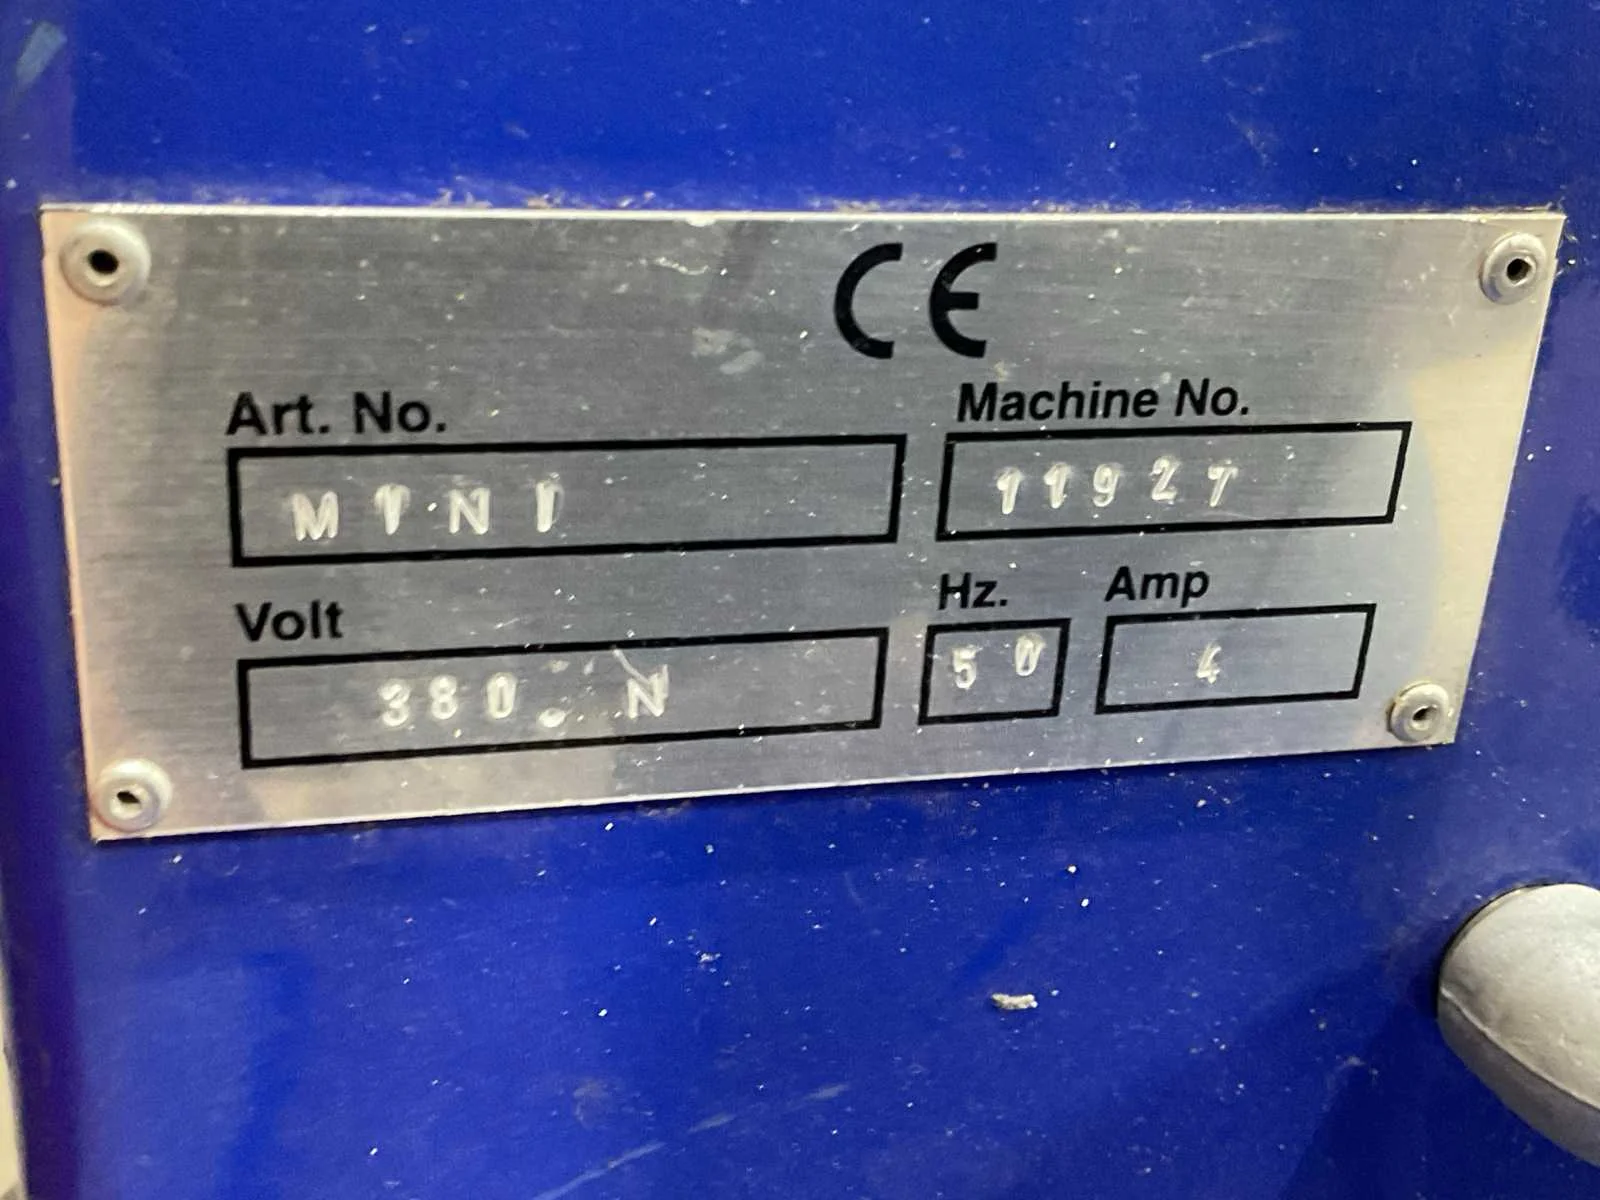 CE
Art. No.
Machine No.
MINI
11927
Volt
Hz.
Amp
380. N
50
4